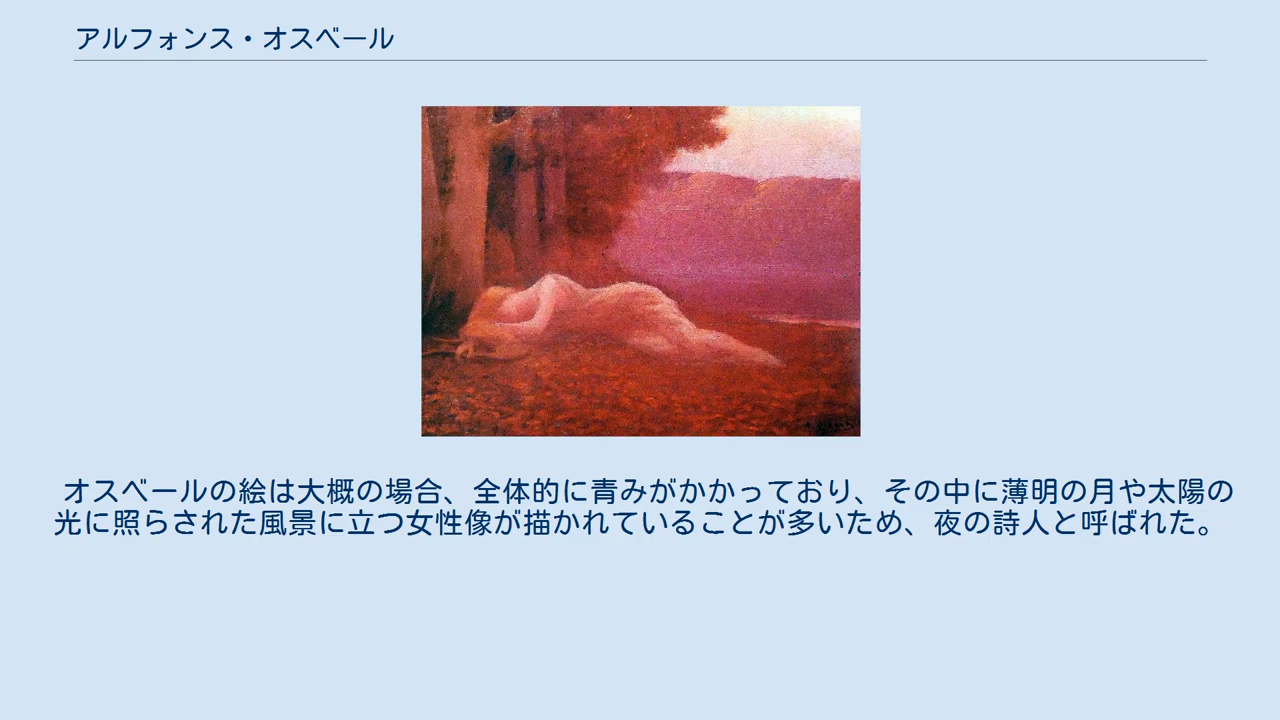 アルフォンス・オスベール
オスベールの絵は大概の場合、全体的に青みがかかっており、その中に薄明の月や太陽の
光に照らされた風景に立つ女性像が描かれていることが多いため、夜の詩人と呼ばれた。